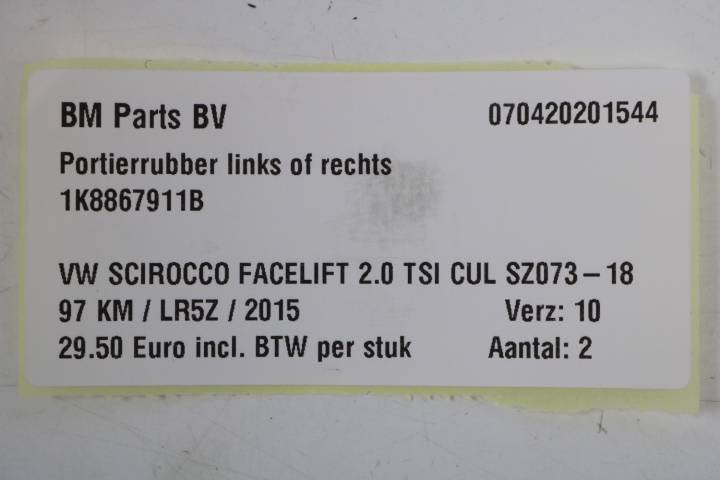 BM Parts BV 070420201544
Portierrubber links of rechts
1K8867911B
VW SCIROCCO FACELIFT 2.0 TSI CUL SZ073-18
97 KM / LR5Z / 2015 Verz: 10
29.50 Euro incl. BTW per stuk Aantal: 2